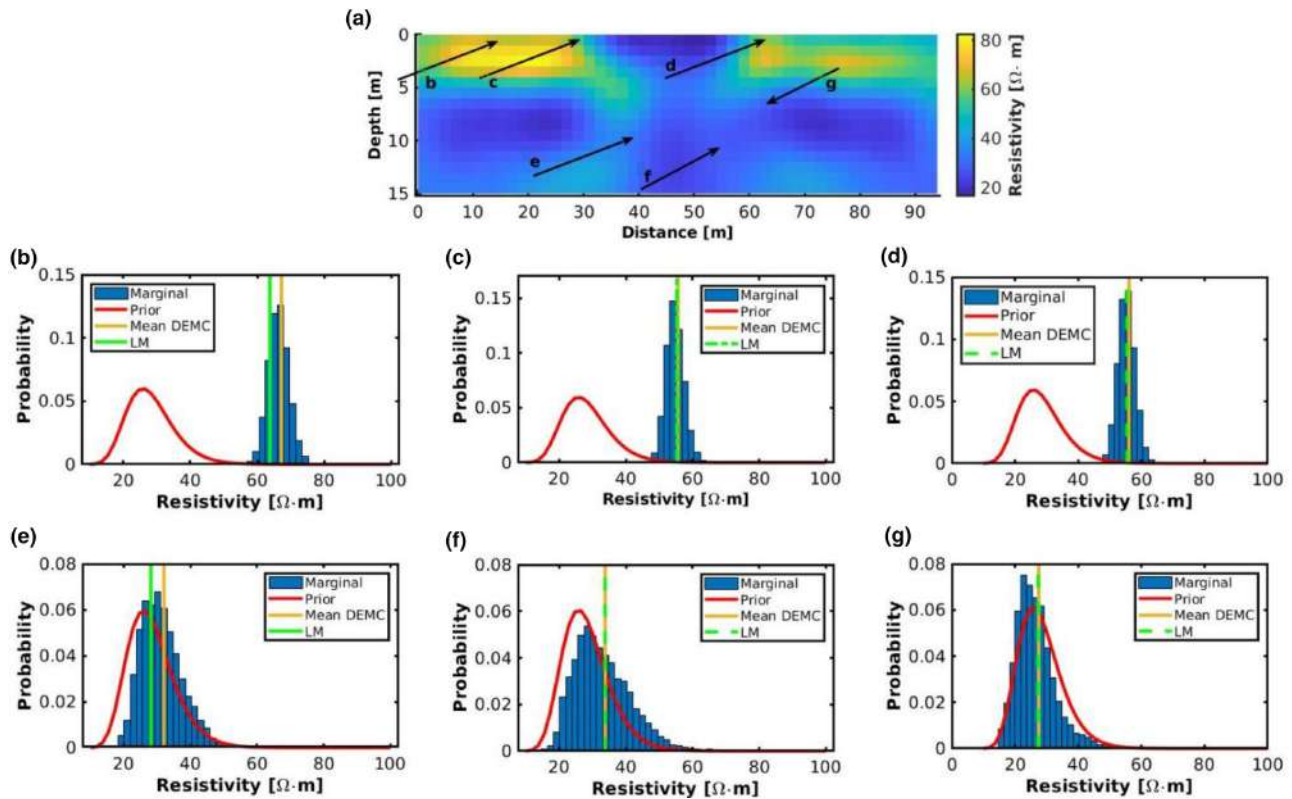 (a)
0
5
10
15
Depth [m]
b
c
d
g
e
f
0 10 20 30 40 50 60 70 80 90
Distance [m]
80
60
40
20
Resistivity [Ω· m]
(b)
0.15
0.1
0.05
0
Probability
Marginal
Prior
Mean DEMC
LM
20 40 60 80 100
Resistivity [Ω·m]
(c)
0.15
0.1
0.05
0
Probability
Marginal
Prior
Mean DEMC
LM
20 40 60 80 100
Resistivity [Ω·m]
(d)
0.15
0.1
0.05
0
Probability
Marginal
Prior
Mean DEMC
LM
20 40 60 80 100
Resistivity [Ω·m]
(e)
0.08
0.06
0.04
0.02
0
Probability
Marginal
Prior
Mean DEMC
LM
20 40 60 80 100
Resistivity [Ω·m]
(f)
0.08
0.06
0.04
0.02
0
Probability
Marginal
Prior
Mean DEMC
LM
20 40 60 80 100
Resistivity [Ω·m]
(g)
0.08
0.06
0.04
0.02
0
Probability
Marginal
Prior
Mean DEMC
LM
20 40 60 80 100
Resistivity [Ω·m]